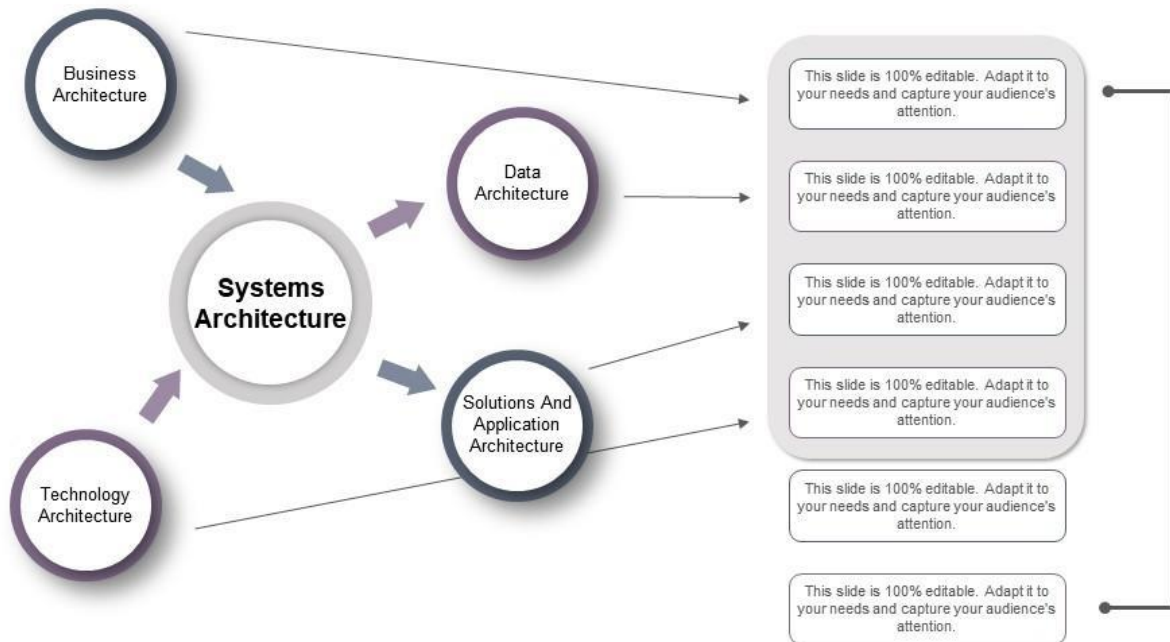 Business
Architecture
Data
Architecture
Systems
Architecture
Solutions And
Application
Architecture
Technology
Architecture
This slide is 100% editable. Adapt it to
your needs and capture your audience's
attention.
This slide is 100% editable. Adapt it to
your needs and capture your audience's
attention.
This slide is 100% editable. Adapt it to
your needs and capture your audience's
attention.
This slide is 100% editable. Adapt it to
your needs and capture your audience's
attention.
This slide is 100% editable. Adapt it to
your needs and capture your audience's
attention.
This slide is 100% editable. Adapt it to
your needs and capture your audience's
attention.